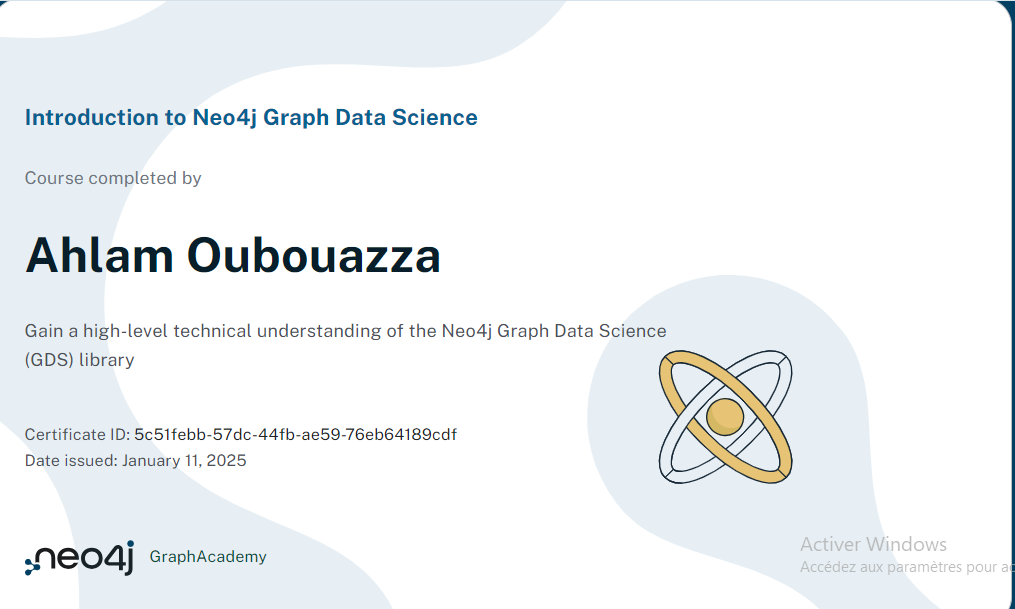 Introduction to Neo4j Graph Data Science
Course completed by
Ahlam Oubouazza
Gain a high-level technical understanding of the Neo4j Graph Data Science
(GDS) library
Certificate ID: 5c51febb-57dc-44fb-ae59-76eb64189cdf
Date issued: January 11, 2025
neo4j GraphAcademy
Activer Windows
Accédez aux paramètres pour ac